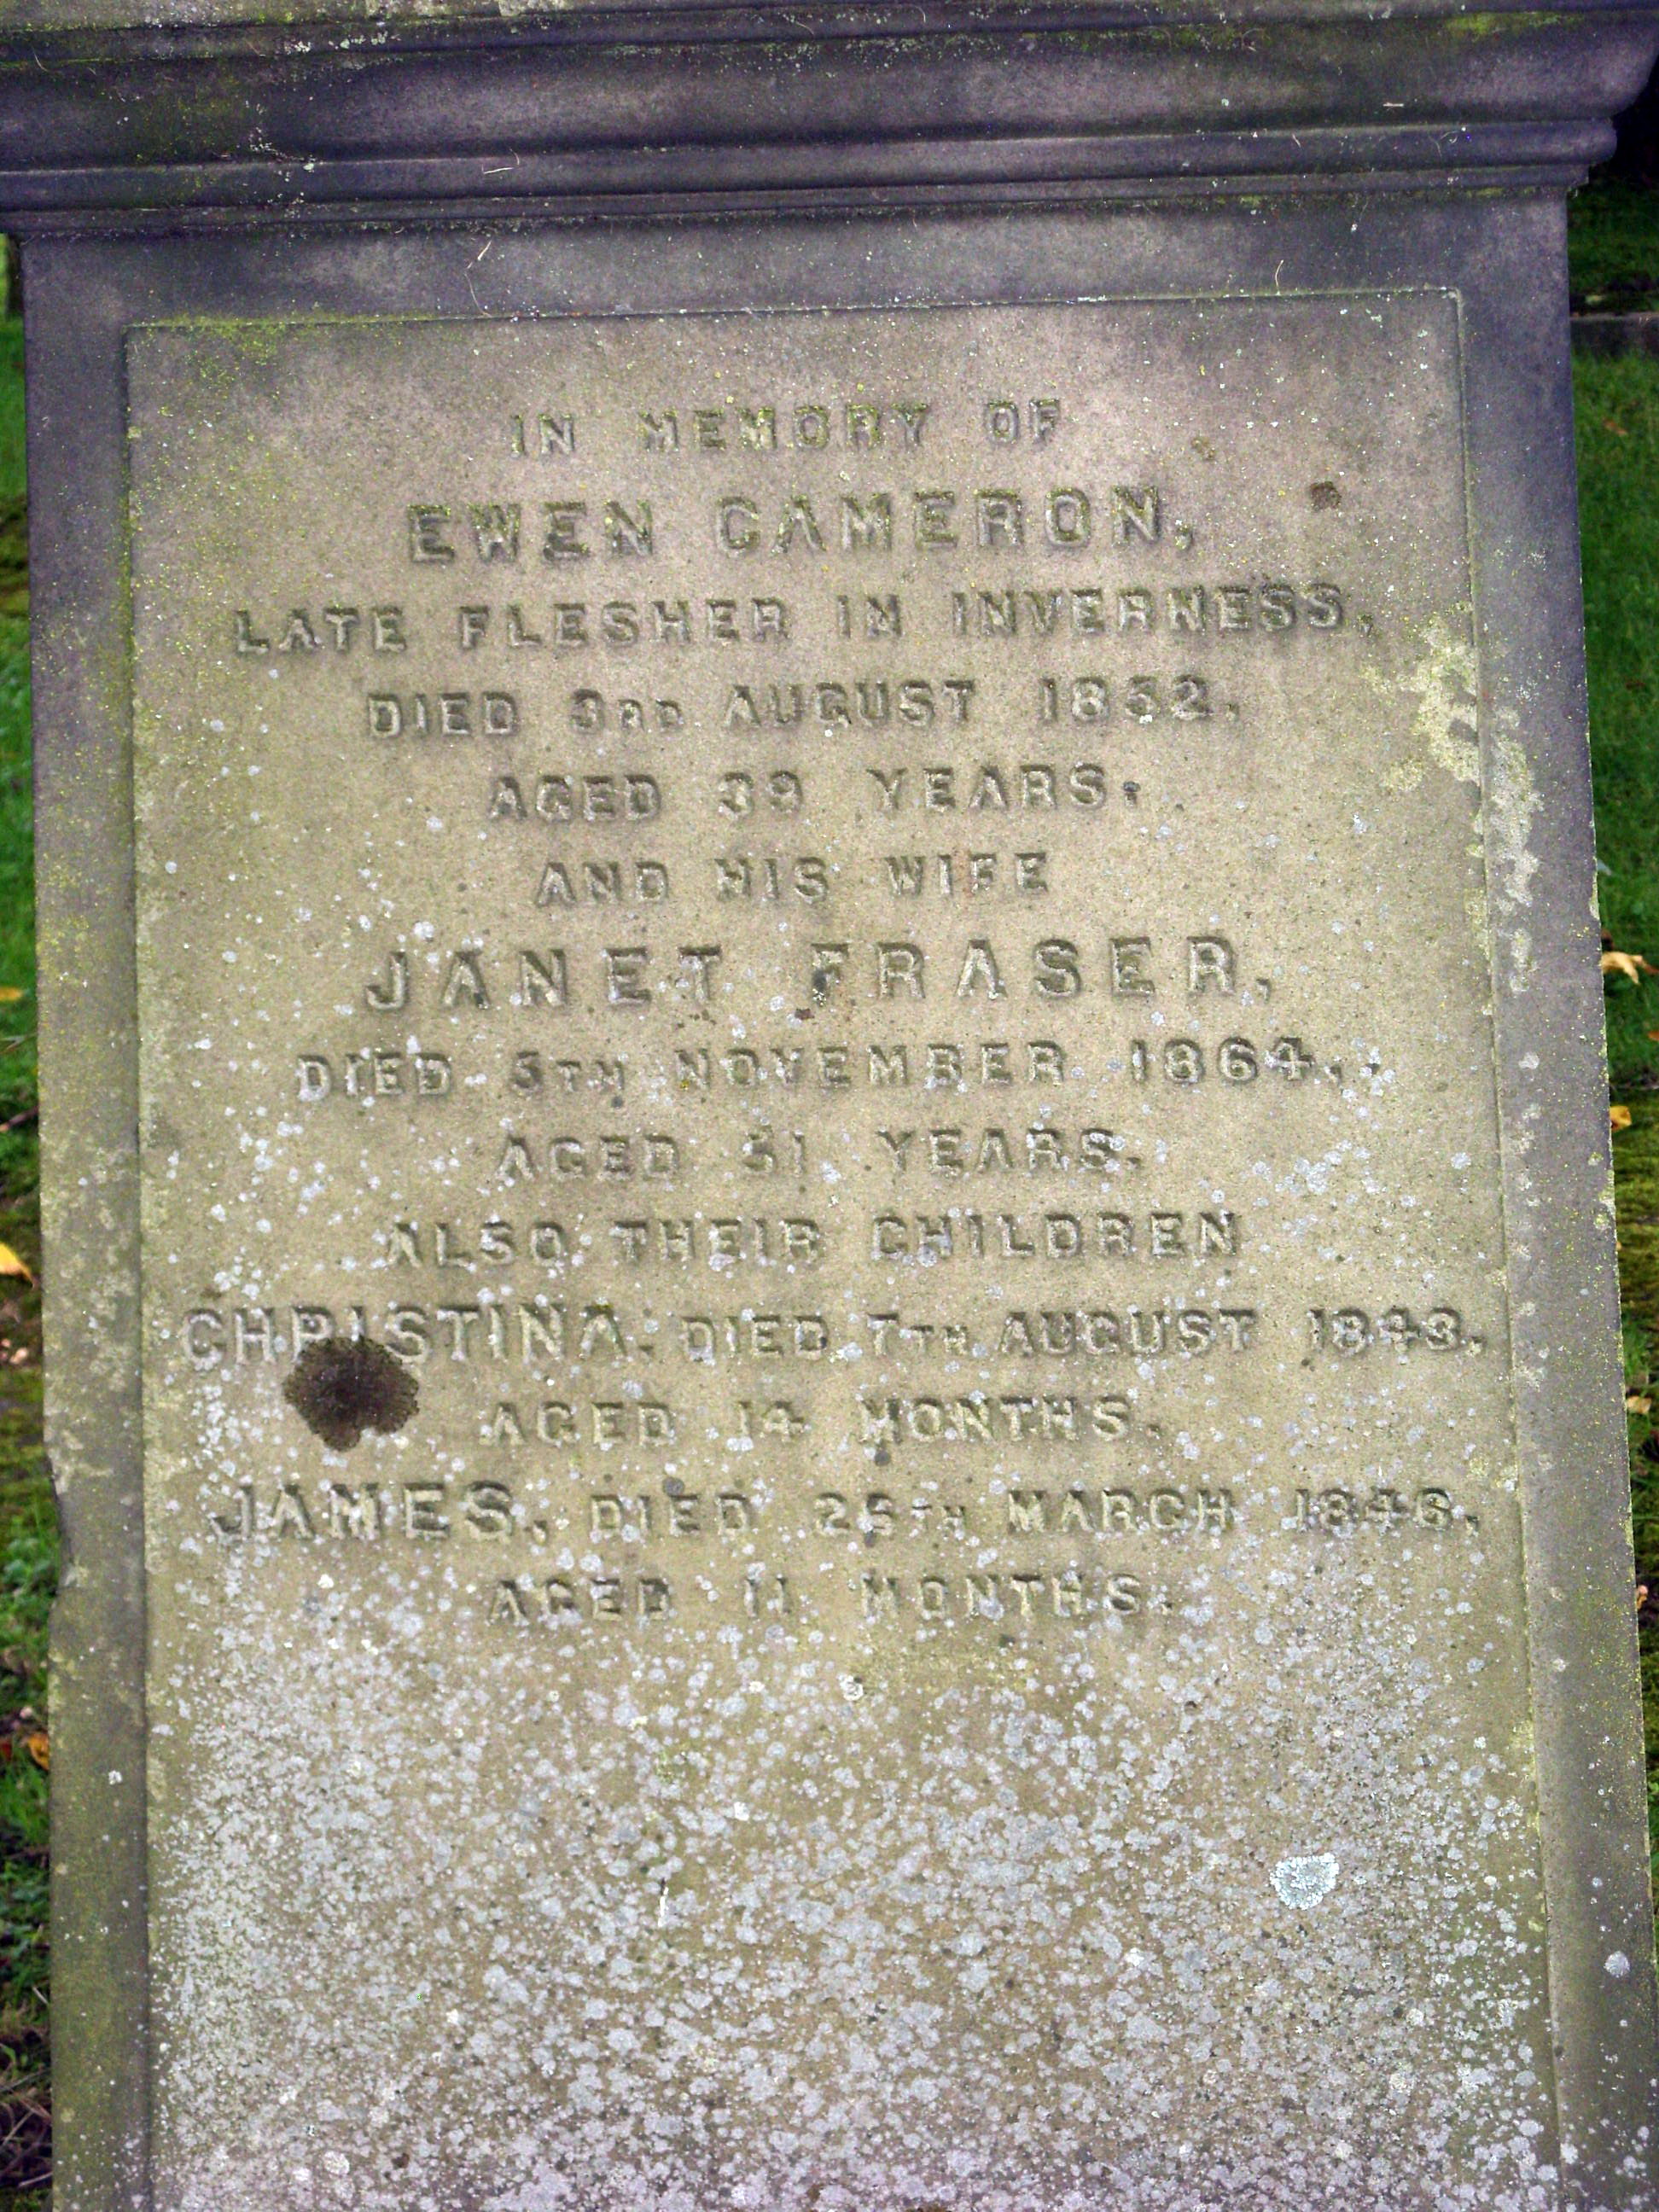 IN MEMORY OF
EWEN CAMERON,
LATE FLESHER IN INVERNESS,
DIED 3RD AUGUST 1852,
AGED 39 YEARS.
AND HIS WIFE
JANET FRASER,
DIED 5TH NOVEMBER 1864,
AGED 51 YEARS.
ALSO THEIR CHILDREN
CHRISTINA, DIED 7TH AUGUST 1843,
AGED 14 MONTHS.
JAMES, DIED 25TH MARCH 1846,
AGED 11 MONTHS.